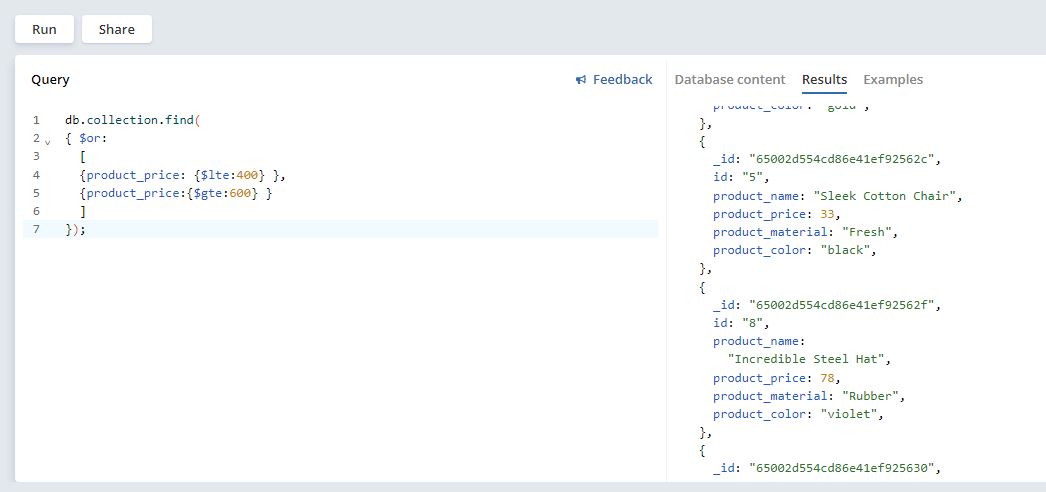 Run Share
Query Feedback
1 db.collection.find(
2 { $or:
3 [
4 {product_price: {$lte:400} },
5 {product_price:{$gte:600} }
6 ]
7 });
Database content Results Examples
product_color: "gold",
},
{
_id: "65002d554cd86e41ef92562c",
id: "5",
product_name: "Sleek Cotton Chair",
product_price: 33,
product_material: "Fresh",
product_color: "black",
},
{
_id: "65002d554cd86e41ef92562f",
id: "8",
product_name:
"Incredible Steel Hat",
product_price: 78,
product_material: "Rubber",
product_color: "violet",
},
{
_id: "65002d554cd86e41ef925630",